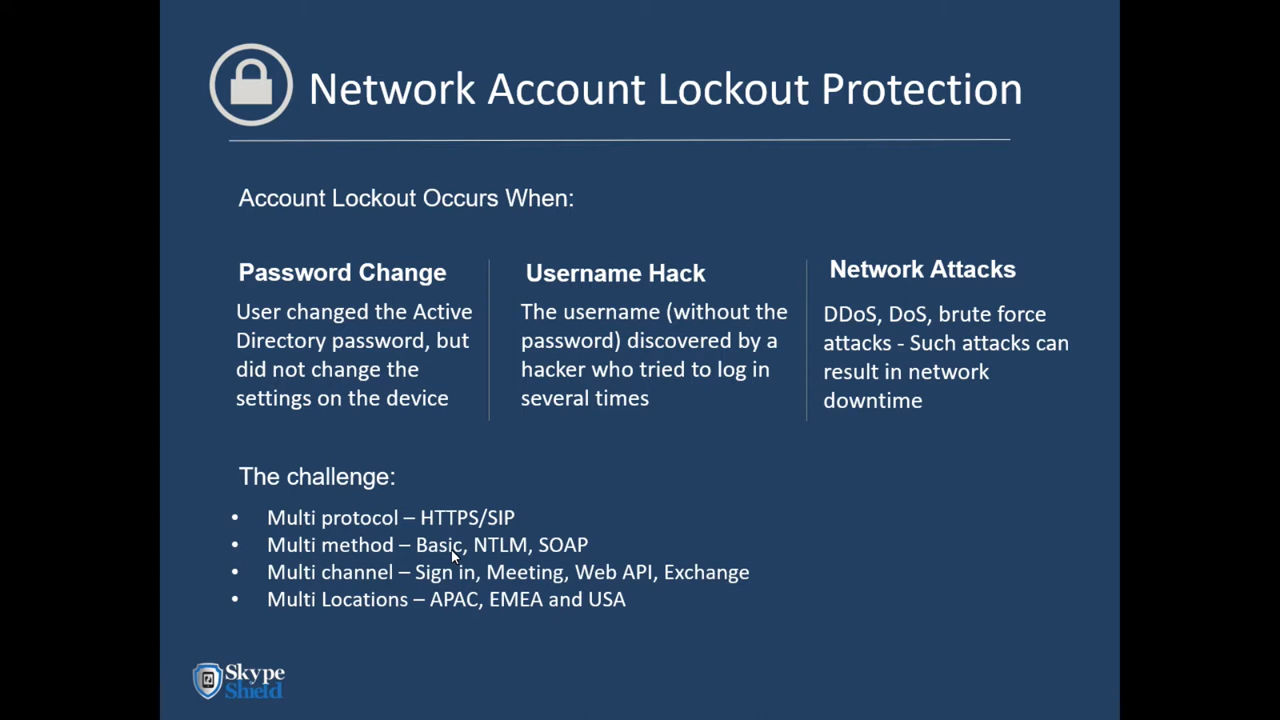 Network Account Lockout Protection
Account Lockout Occurs When:
Password Change
User changed the Active
Directory password, but
did not change the
settings on the device
Username Hack
The username (without the
password) discovered by a
hacker who tried to log in
several times
Network Attacks
DDoS, DoS, brute force
attacks - Such attacks can
result in network
downtime
The challenge:
• Multi protocol – HTTPS/SIP
• Multi method – Basic, NTLM, SOAP
• Multi channel – Sign in, Meeting, Web API, Exchange
• Multi Locations – APAC, EMEA and USA
Skype
Shield